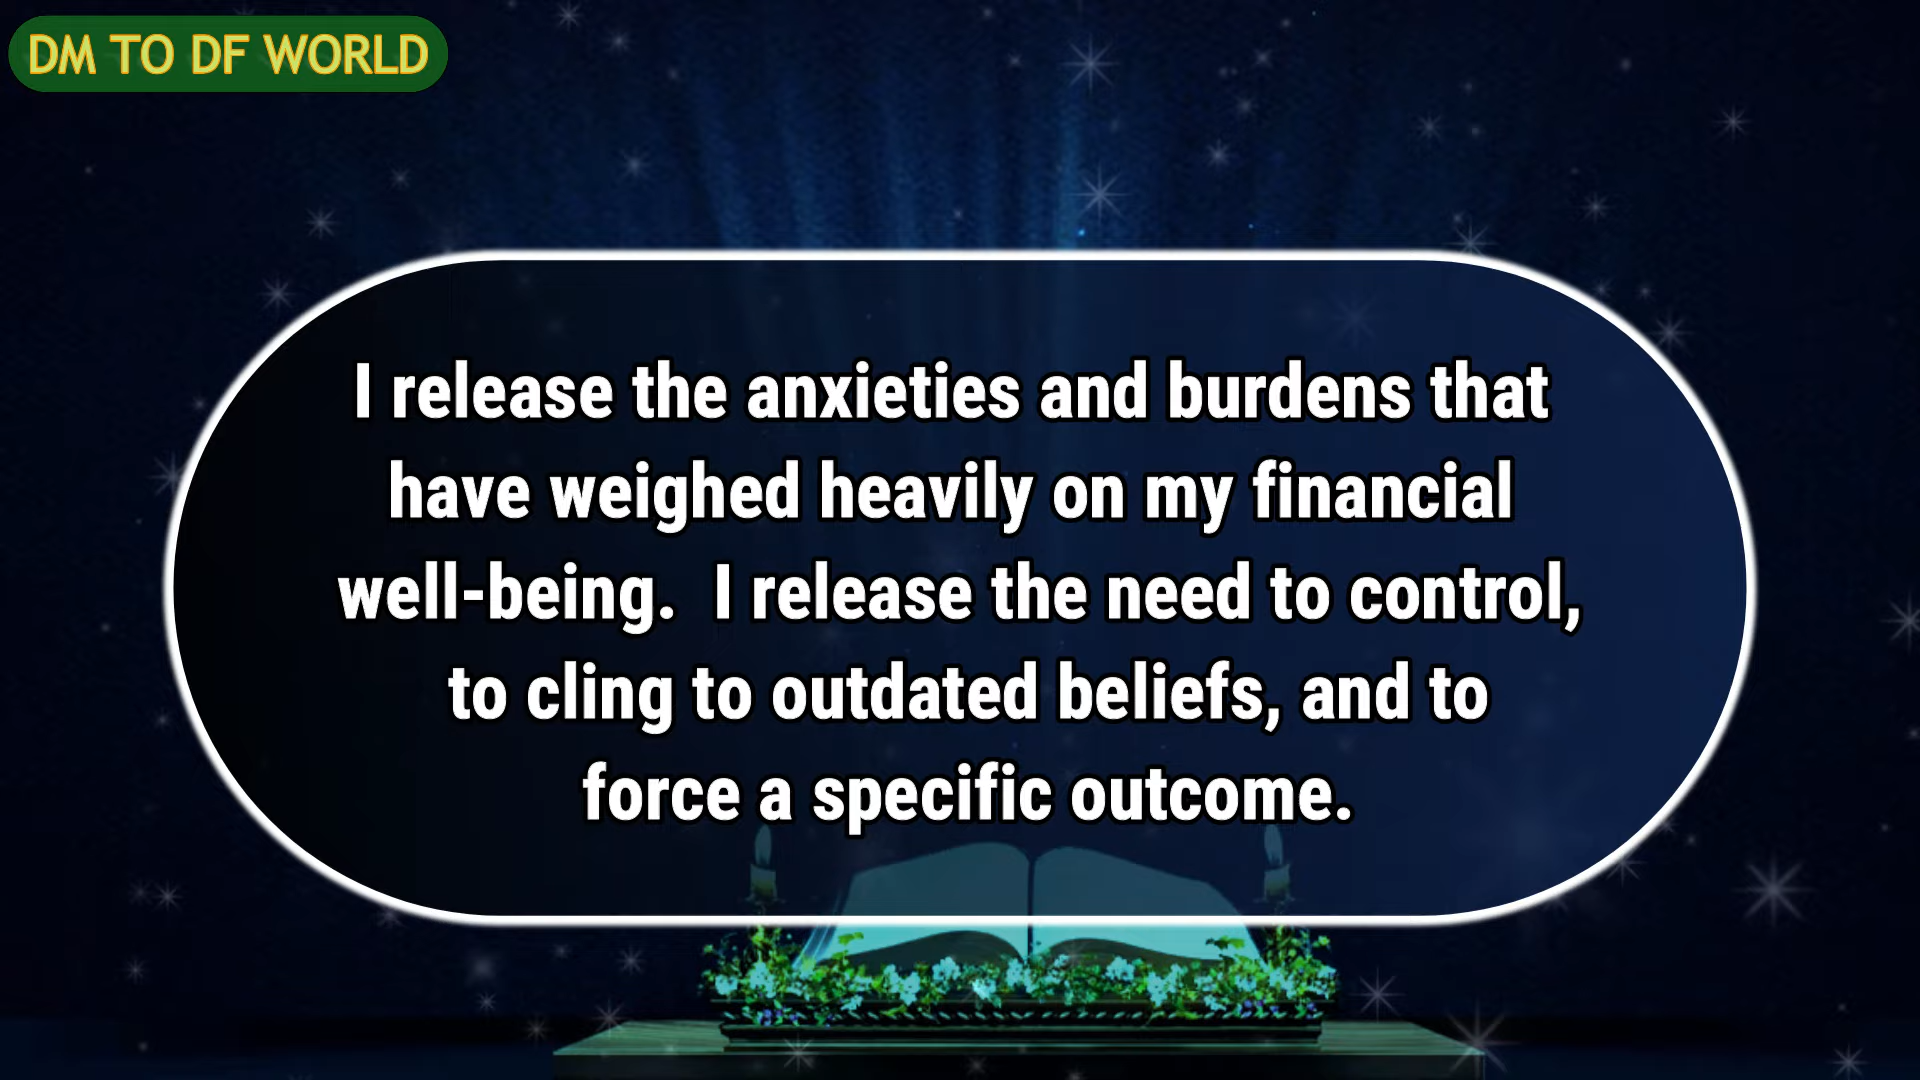 DM TO DF WORLD
I release the anxieties and burdens that
have weighed heavily on my financial
well-being.  I release the need to control,
to cling to outdated beliefs, and to
force a specific outcome.